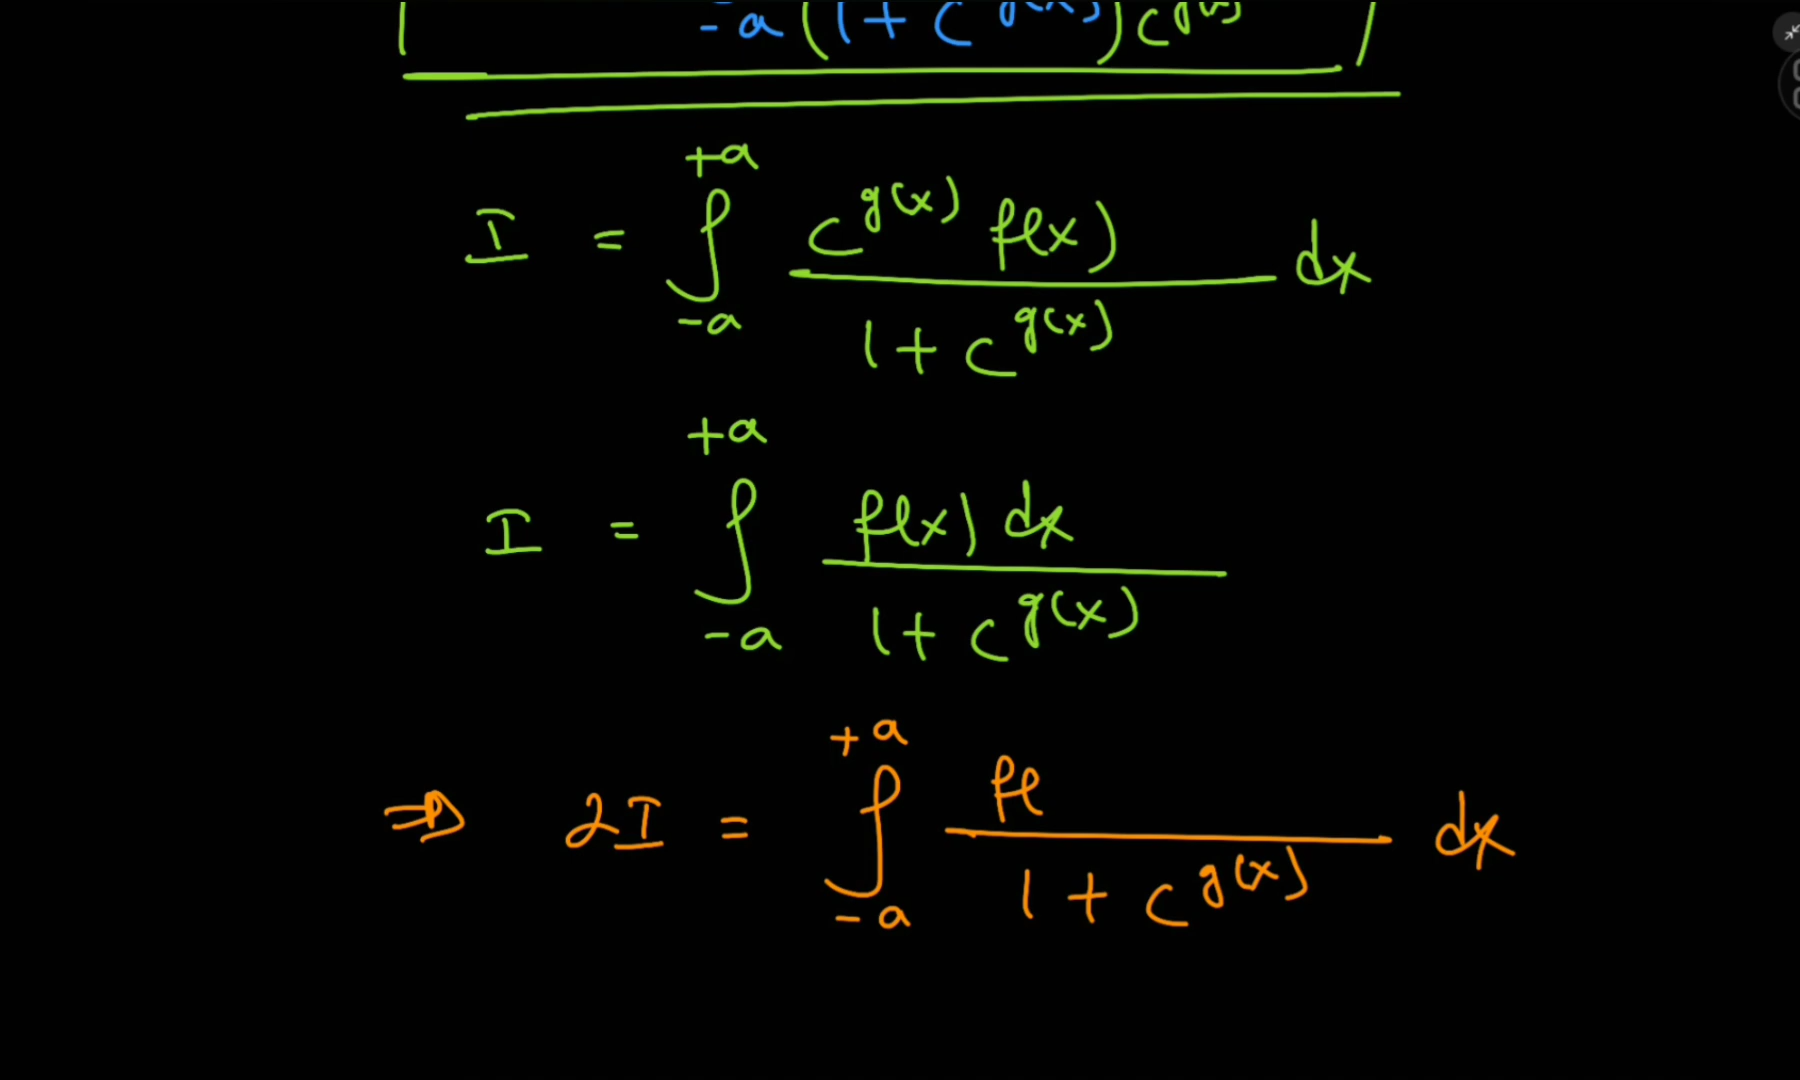 -a (1 + c^g(x)) c^g(x)
I = ∫_{-a}^{+a} c^g(x) f(x) / 1 + c^g(x) dx
I = ∫_{-a}^{+a} f(x) dx / 1 + c^g(x)
⇒ 2I = ∫_{-a}^{+a} f( / 1 + c^g(x) dx